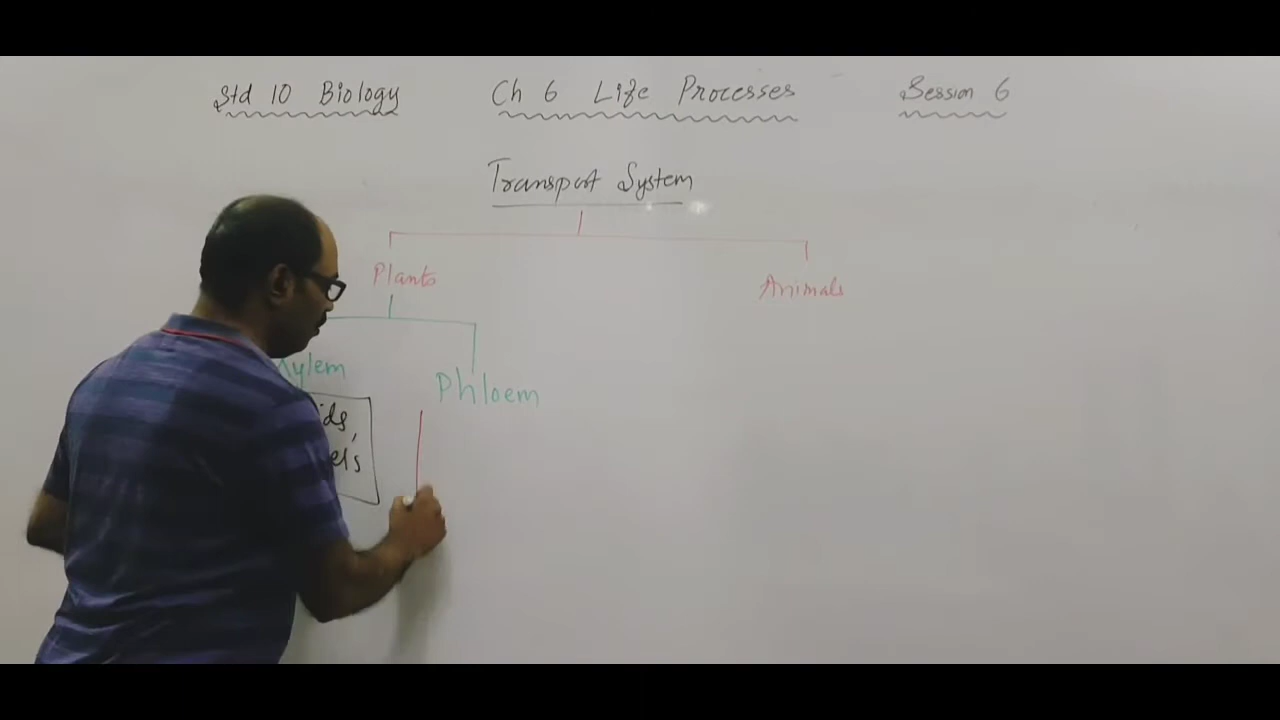 Std 10 Biology Ch 6 Life Processes Session 6
Transport System
Plants Animals
Xylem Phloem